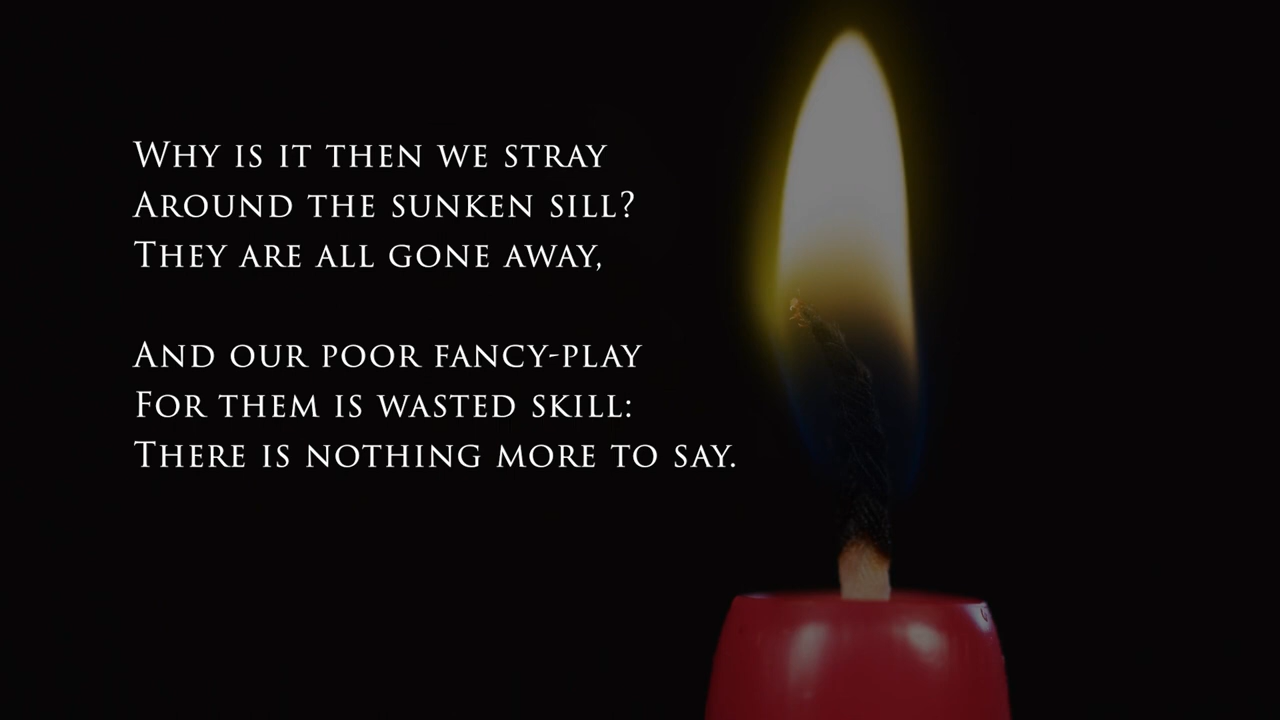 Why is it then we stray
Around the sunken sill?
They are all gone away,
And our poor fancy-play
For them is wasted skill:
There is nothing more to say.